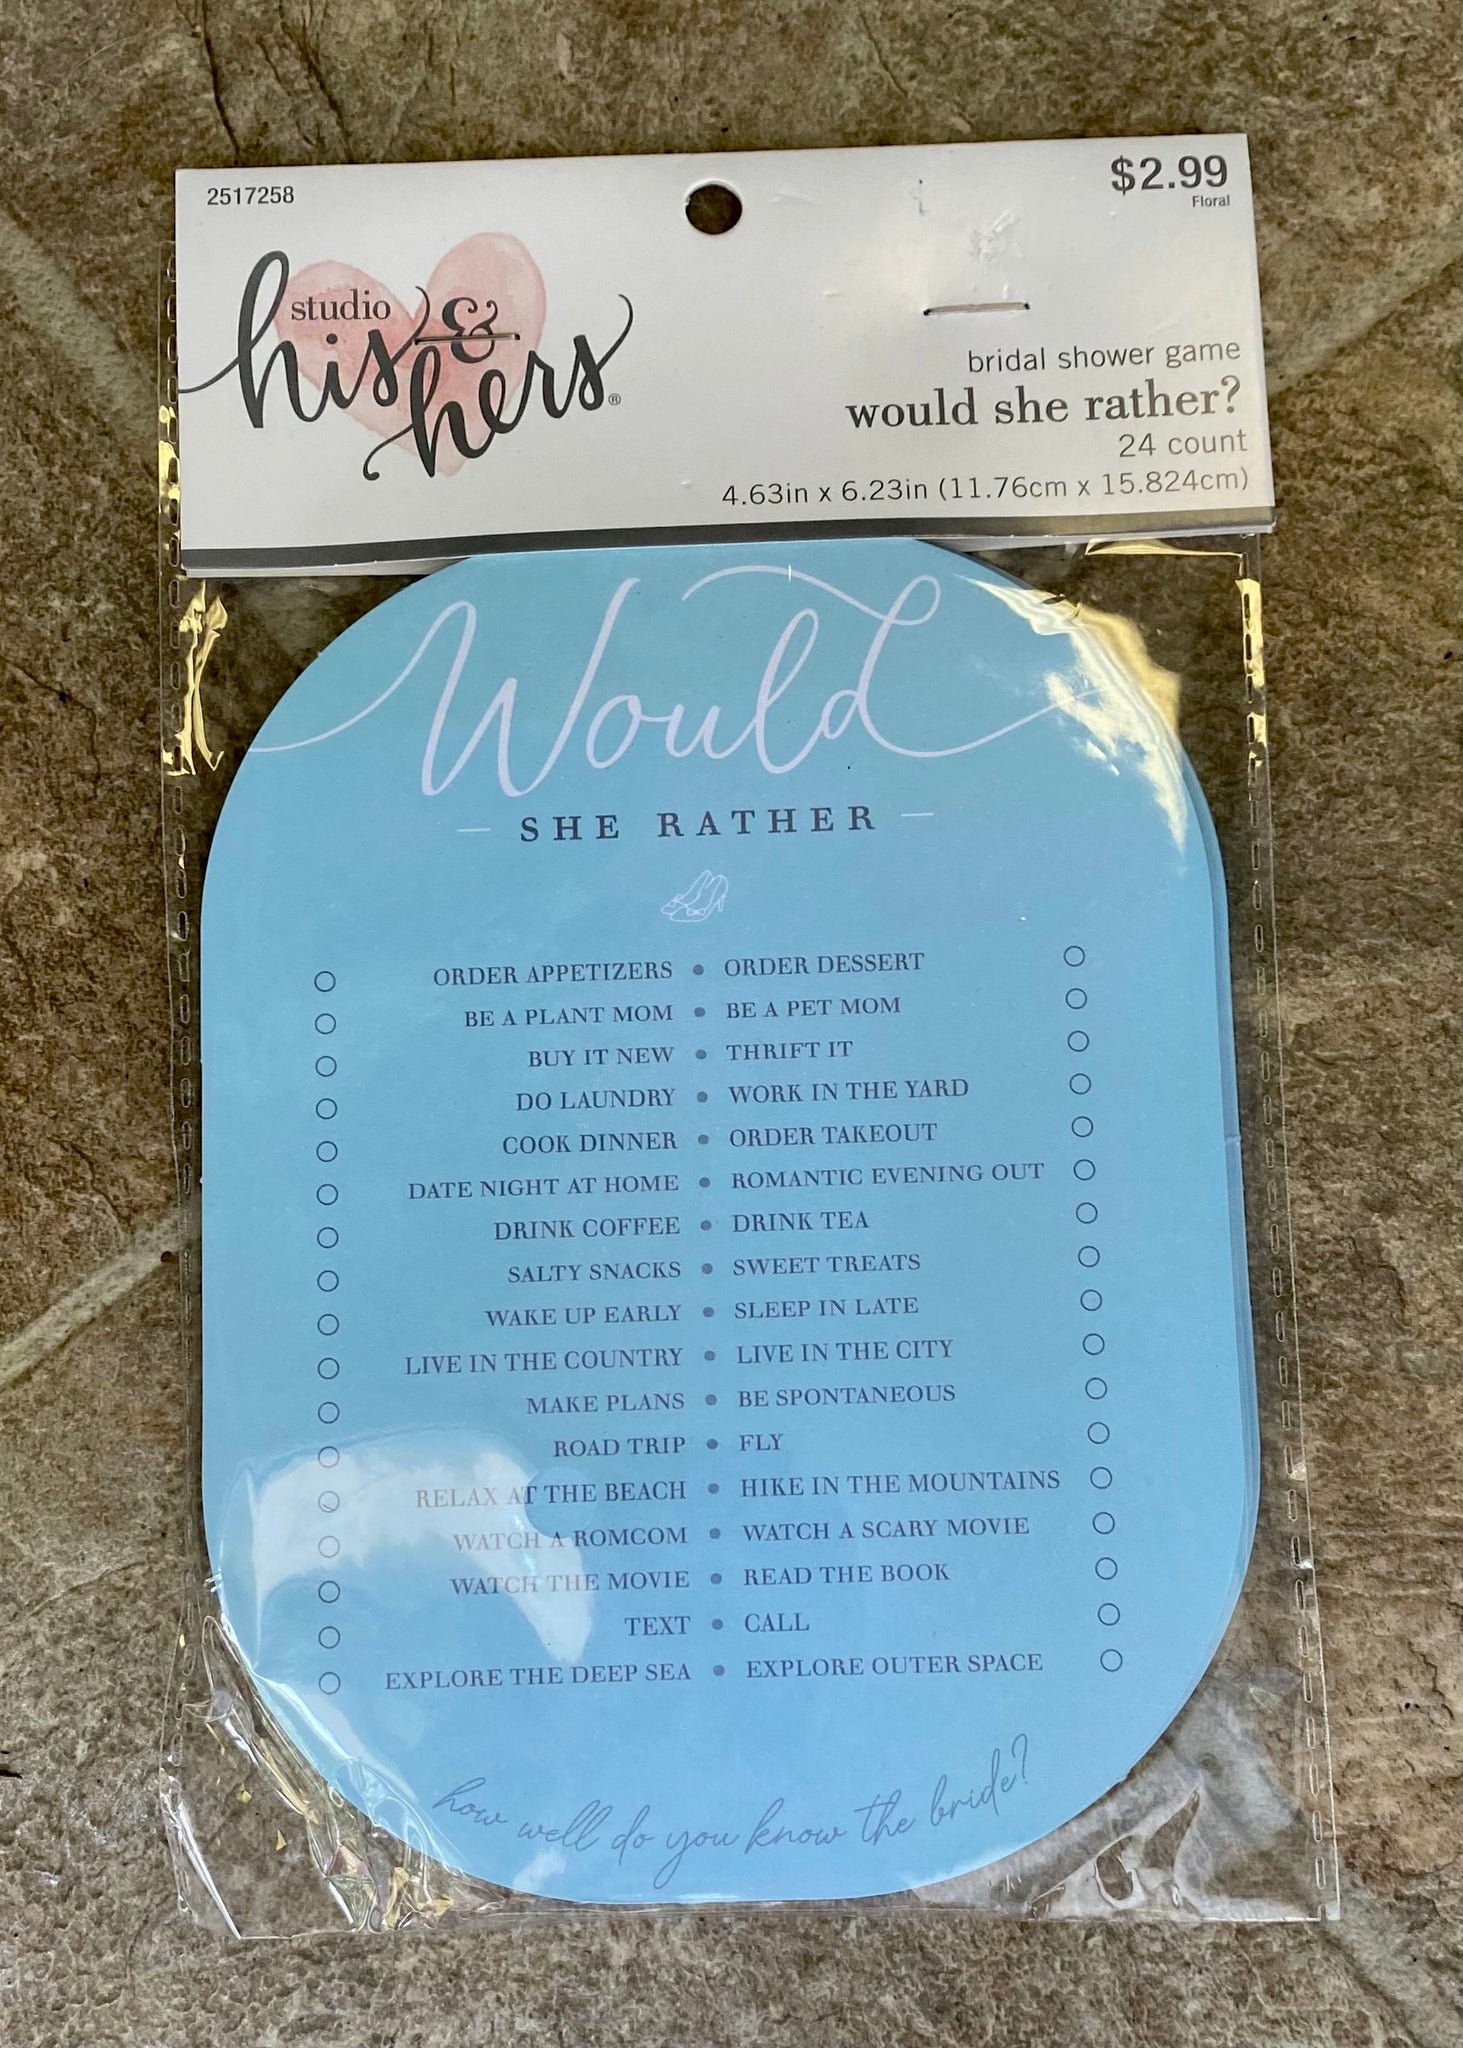 2517258
$2.99
Floral
studio
his &
hers®
bridal shower game
would she rather?
24 count
4.63in x 6.23in (11.76cm x 15.824cm)
Would
SHE RATHER
ORDER APPETIZERS • ORDER DESSERT
BE A PLANT MOM • BE A PET MOM
BUY IT NEW • THRIFT IT
DO LAUNDRY • WORK IN THE YARD
COOK DINNER • ORDER TAKEOUT
DATE NIGHT AT HOME • ROMANTIC EVENING OUT
DRINK COFFEE • DRINK TEA
SALTY SNACKS • SWEET TREATS
WAKE UP EARLY • SLEEP IN LATE
LIVE IN THE COUNTRY • LIVE IN THE CITY
MAKE PLANS • BE SPONTANEOUS
ROAD TRIP • FLY
RELAX AT THE BEACH • HIKE IN THE MOUNTAINS
WATCH A ROMCOM • WATCH A SCARY MOVIE
WATCH THE MOVIE • READ THE BOOK
TEXT • CALL
EXPLORE THE DEEP SEA • EXPLORE OUTER SPACE
how well do you know the bride?